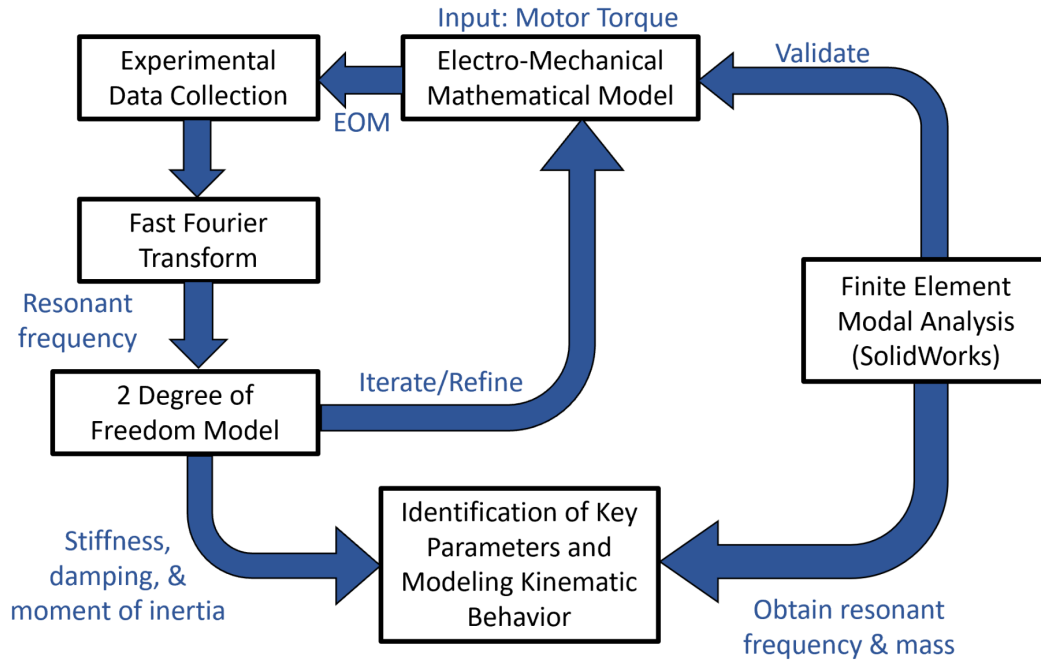 Input: Motor Torque
Experimental
Data Collection
Electro-Mechanical
Mathematical Model
Validate
EOM
Fast Fourier
Transform
Resonant
frequency
Finite Element
Modal Analysis
(SolidWorks)
2 Degree of
Freedom Model
Iterate/Refine
Identification of Key
Parameters and
Modeling Kinematic
Behavior
Stiffness,
damping, &
moment of inertia
Obtain resonant
frequency & mass